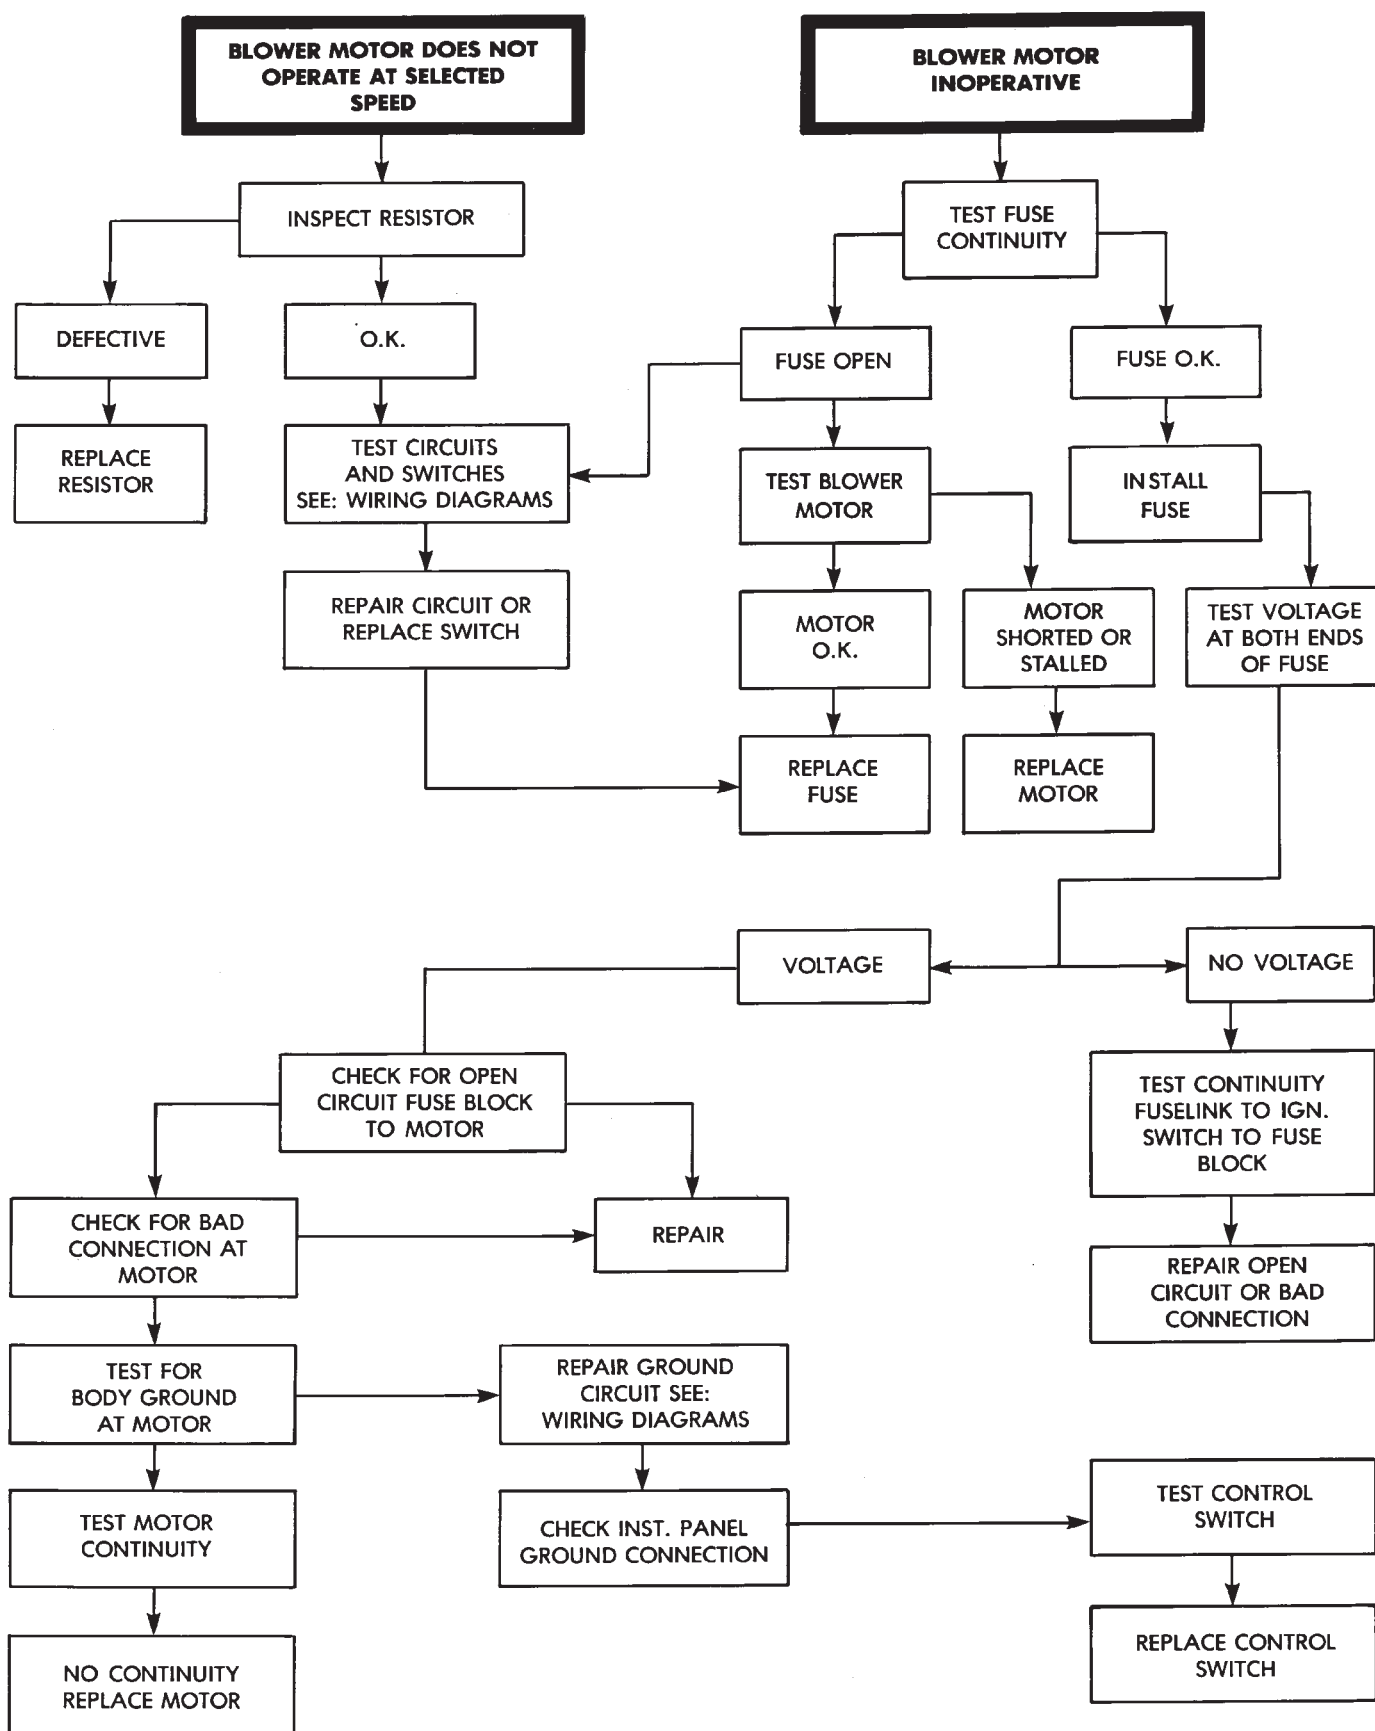 BLOWER MOTOR DOES NOT
OPERATE AT SELECTED
SPEED
BLOWER MOTOR
INOPERATIVE
INSPECT RESISTOR
TEST FUSE
CONTINUITY
DEFECTIVE
O.K.
FUSE OPEN
FUSE O.K.
REPLACE
RESISTOR
TEST CIRCUITS
AND SWITCHES
SEE: WIRING DIAGRAMS
TEST BLOWER
MOTOR
INSTALL
FUSE
REPAIR CIRCUIT OR
REPLACE SWITCH
MOTOR
O.K.
MOTOR
SHORTED OR
STALLED
TEST VOLTAGE
AT BOTH ENDS
OF FUSE
REPLACE
FUSE
REPLACE
MOTOR
VOLTAGE
NO VOLTAGE
CHECK FOR OPEN
CIRCUIT FUSE BLOCK
TO MOTOR
TEST CONTINUITY
FUSELINK TO IGN.
SWITCH TO FUSE
BLOCK
CHECK FOR BAD
CONNECTION AT
MOTOR
REPAIR
REPAIR OPEN
CIRCUIT OR BAD
CONNECTION
TEST FOR
BODY GROUND
AT MOTOR
REPAIR GROUND
CIRCUIT SEE:
WIRING DIAGRAMS
TEST MOTOR
CONTINUITY
CHECK INST. PANEL
GROUND CONNECTION
TEST CONTROL
SWITCH
NO CONTINUITY
REPLACE MOTOR
REPLACE CONTROL
SWITCH